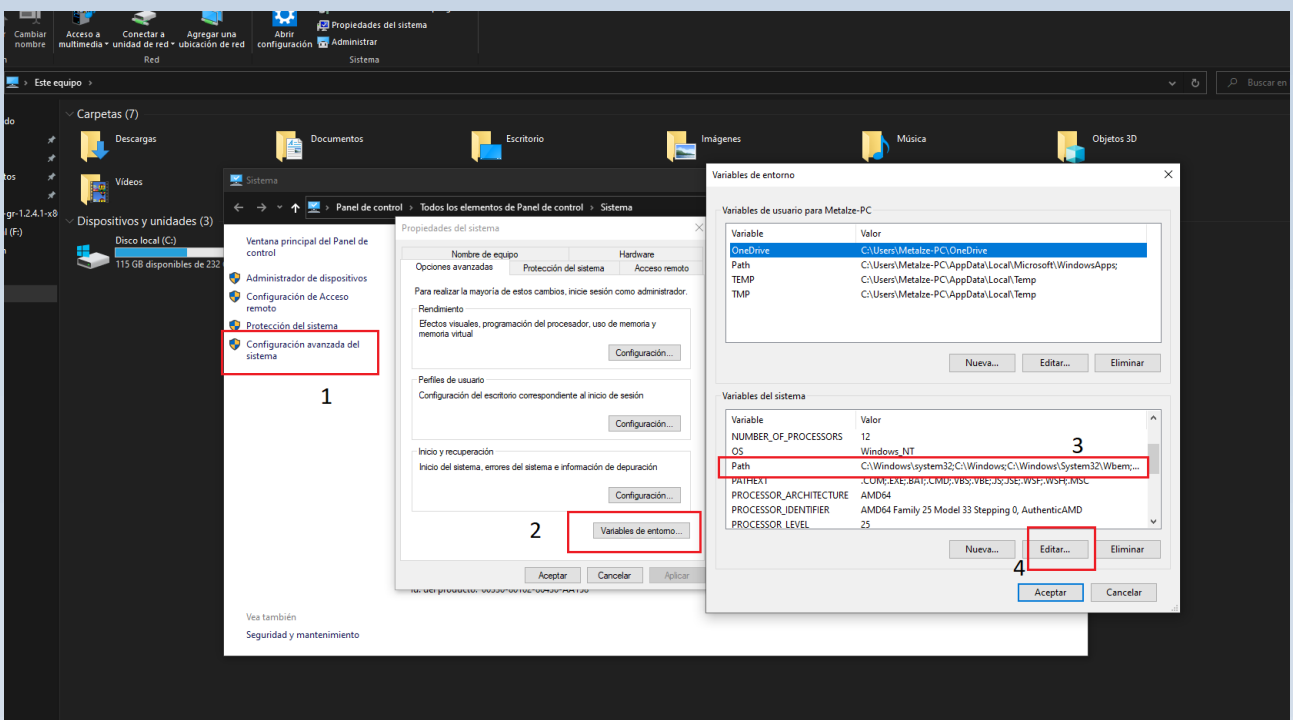 Cambiar
nombre
Acceso a
multimedia
Conectar a
unidad de red
Agregar una
ubicación de red
Abrir
configuración
Propiedades del sistema
Administrar
Red
Sistema
Este equipo
Buscar en
Carpetas (7)
Descargas
Documentos
Escritorio
Imágenes
Música
Objetos 3D
Vídeos
-gr-1.2.4.1-x8
Dispositivos y unidades (3)
Disco local (C:)
115 GB disponibles de 232
Sistema
Panel de control > Todos los elementos de Panel de control > Sistema
Ventana principal del Panel de
control
Administrador de dispositivos
Configuración de Acceso
remoto
Protección del sistema
Configuración avanzada del
sistema
1
Vea también
Seguridad y mantenimiento
Propiedades del sistema
Nombre de equipo
Hardware
Opciones avanzadas
Protección del sistema
Acceso remoto
Para realizar la mayoría de estos cambios, inicie sesión como administrador.
Rendimiento
Efectos visuales, programación del procesador, uso de memoria y
memoria virtual
Configuración...
Perfiles de usuario
Configuración del escritorio correspondiente al inicio de sesión
Configuración...
Inicio y recuperación
Inicio del sistema, errores del sistema e información de depuración
Configuración...
2
Variables de entorno...
Aceptar
Cancelar
Aplicar
Variables de entorno
Variables de usuario para Metalze-PC
Variable Valor
OneDrive C:\Users\Metalze-PC\OneDrive
Path C:\Users\Metalze-PC\AppData\Local\Microsoft\WindowsApps;
TEMP C:\Users\Metalze-PC\AppData\Local\Temp
TMP C:\Users\Metalze-PC\AppData\Local\Temp
Nueva...
Editar...
Eliminar
Variables del sistema
Variable Valor
NUMBER_OF_PROCESSORS 12
OS Windows_NT
3
Path C:\Windows\system32;C:\Windows;C:\Windows\System32\Wbem;...
PATHEXT .COM;.EXE;.BAT;.CMD;.VBS;.VBE;.JS;.JSE;.WSF;.WSH;.MSC
PROCESSOR_ARCHITECTURE AMD64
PROCESSOR_IDENTIFIER AMD64 Family 25 Model 33 Stepping 0, AuthenticAMD
PROCESSOR LEVEL 25
Nueva...
Editar...
Eliminar
4
Aceptar
Cancelar